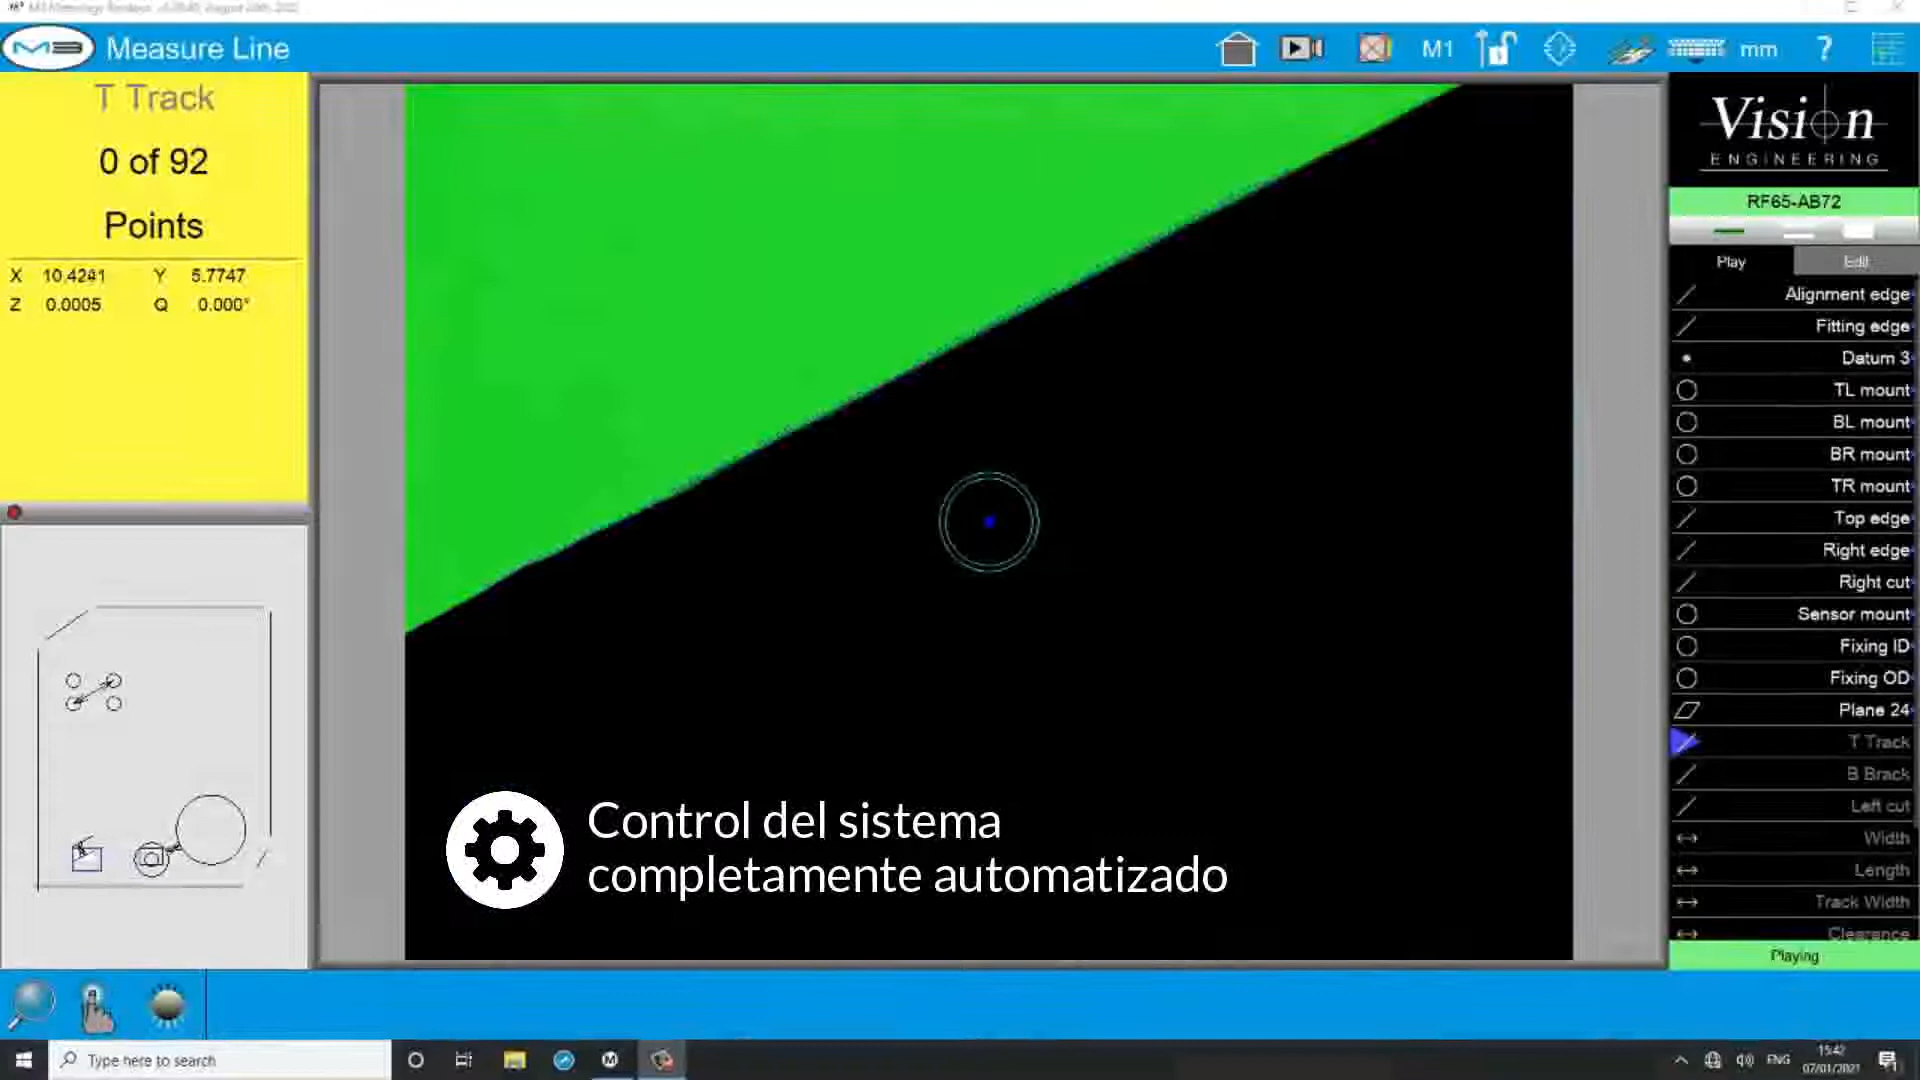 M3
Measure Line
M1
mm
?
T Track
0 of 92
Points
X 10.4241 Y 5.7747
Z 0.0005 Q 0.000°
Vision
ENGINEERING
RF65-AB72
Play
Edit
Alignment edge
Fitting edge
Datum 3
TL mount
BL mount
BR mount
TR mount
Top edge
Right edge
Right cut
Sensor mount
Fixing ID
Fixing OD
Plane 24
T Track
B Brack
Left cut
Width
Length
Track Width
Clearance
Playing
Control del sistema
completamente automatizado
Type here to search
ENG
15:42
07/01/2021